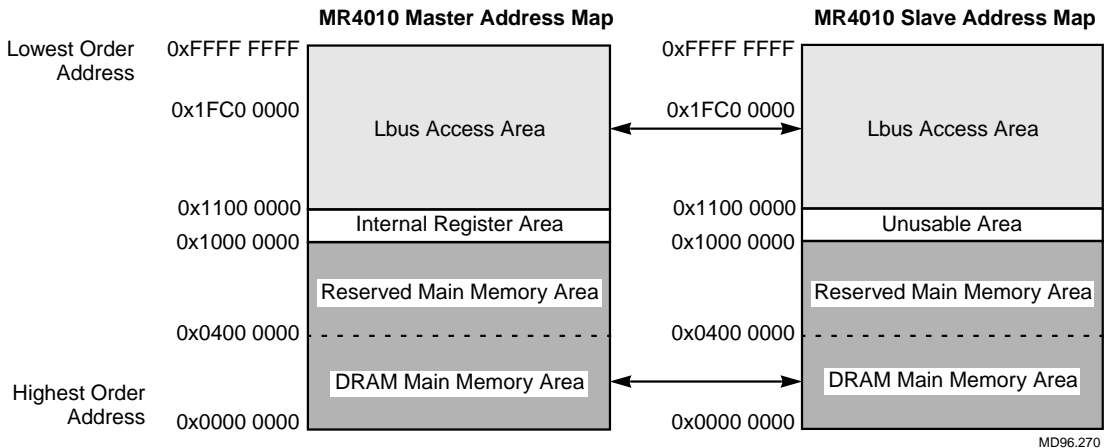 MR4010 Master Address Map
MR4010 Slave Address Map
Lowest Order
Address
0xFFFF FFFF
0xFFFF FFFF
0x1FC0 0000
0x1FC0 0000
Lbus Access Area
Lbus Access Area
0x1100 0000
0x1100 0000
Internal Register Area
Unusable Area
0x1000 0000
0x1000 0000
Reserved Main Memory Area
Reserved Main Memory Area
0x0400 0000
0x0400 0000
DRAM Main Memory Area
DRAM Main Memory Area
Highest Order
Address
0x0000 0000
0x0000 0000
MD96.270